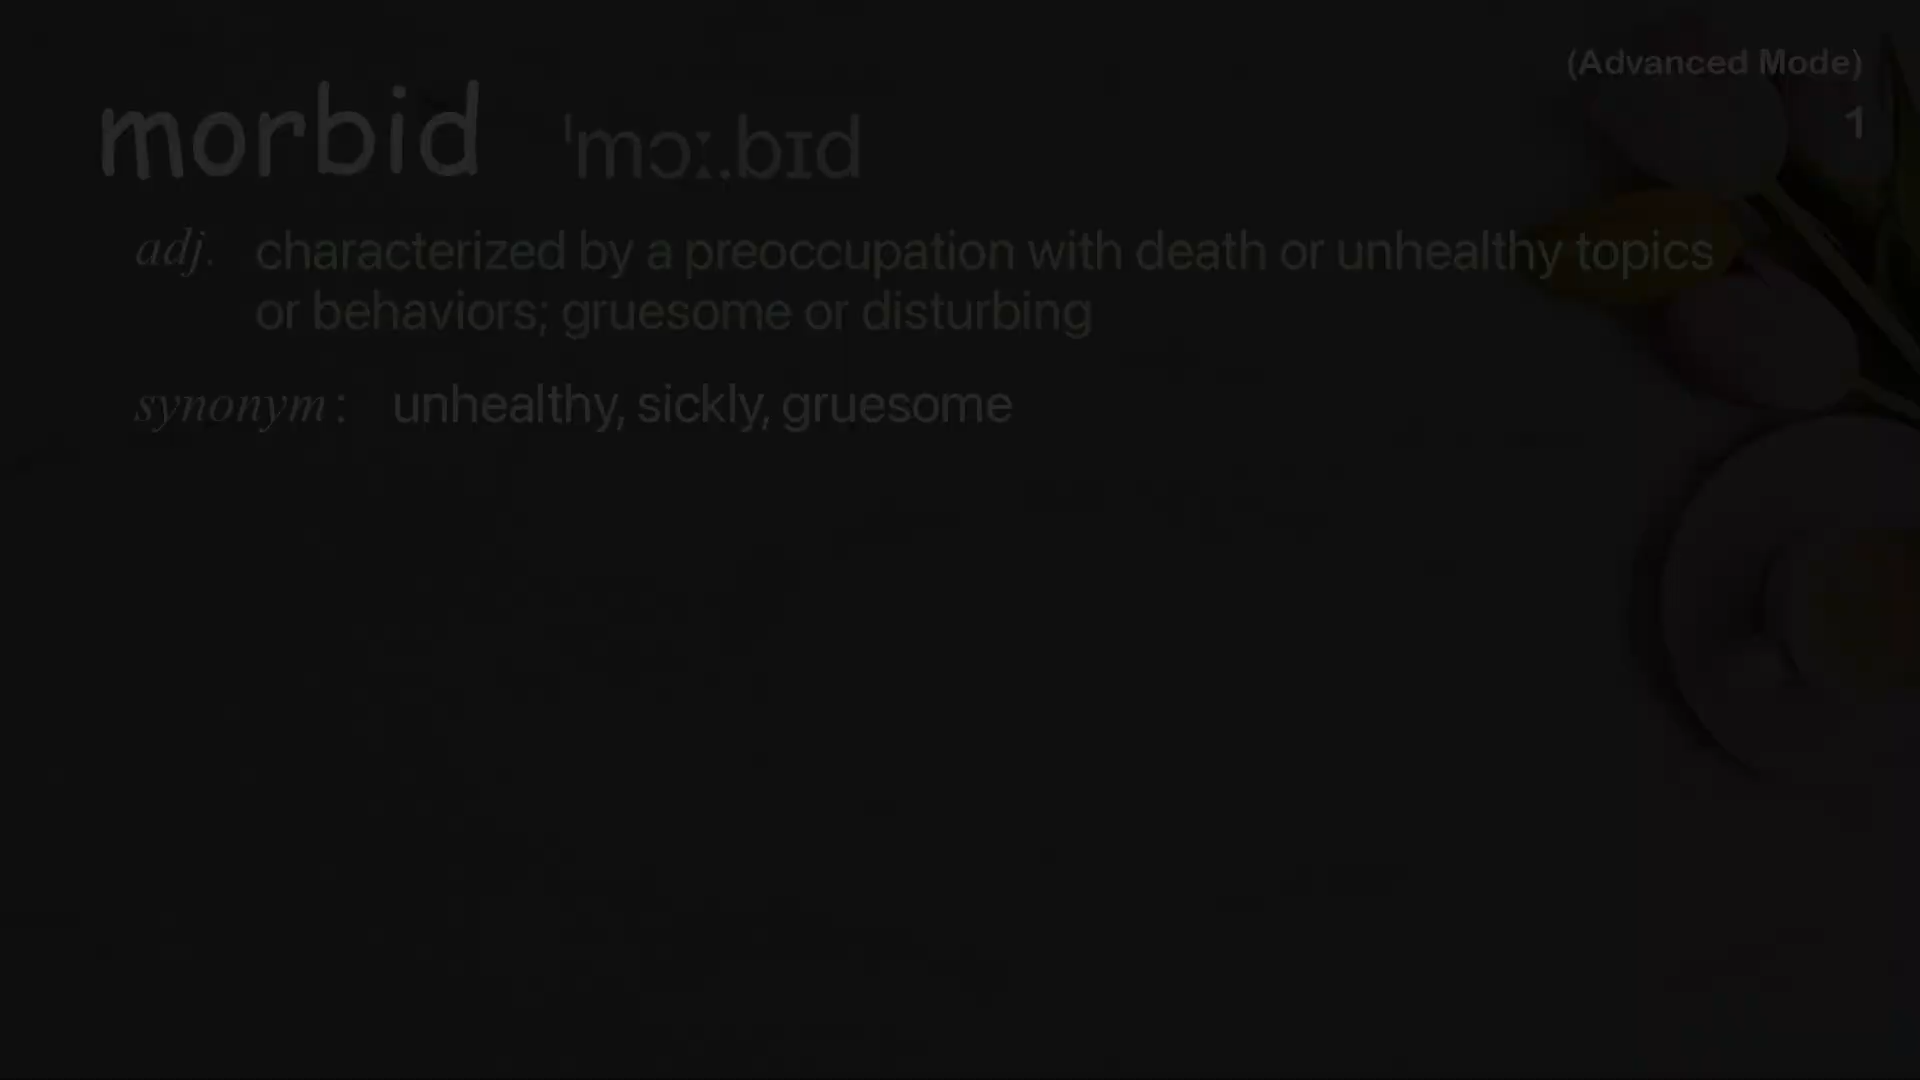 (Advanced Mode)
morbid ˈmɔː.bɪd
1
adj. characterized by a preoccupation with death or unhealthy topics
or behaviors; gruesome or disturbing
synonym: unhealthy, sickly, gruesome